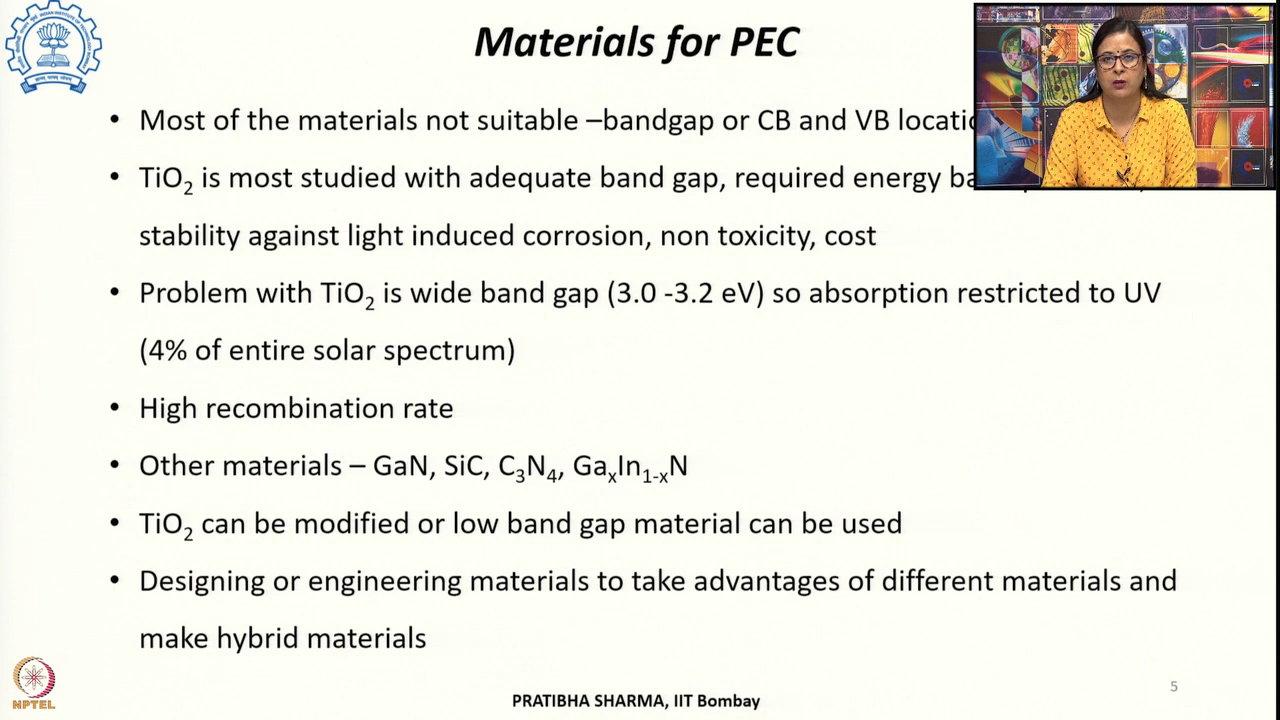 Materials for PEC
• Most of the materials not suitable –bandgap or CB and VB
• TiO₂ is most studied with adequate band gap, required energy
stability against light induced corrosion, non toxicity, cost
• Problem with TiO₂ is wide band gap (3.0 -3.2 eV) so absorption restricted to UV
(4% of entire solar spectrum)
• High recombination rate
• Other materials – GaN, SiC, C₃N₄, GaₓIn₁₋ₓN
• TiO₂ can be modified or low band gap material can be used
• Designing or engineering materials to take advantages of different materials and
make hybrid materials
NPTEL
PRATIBHA SHARMA, IIT Bombay
5